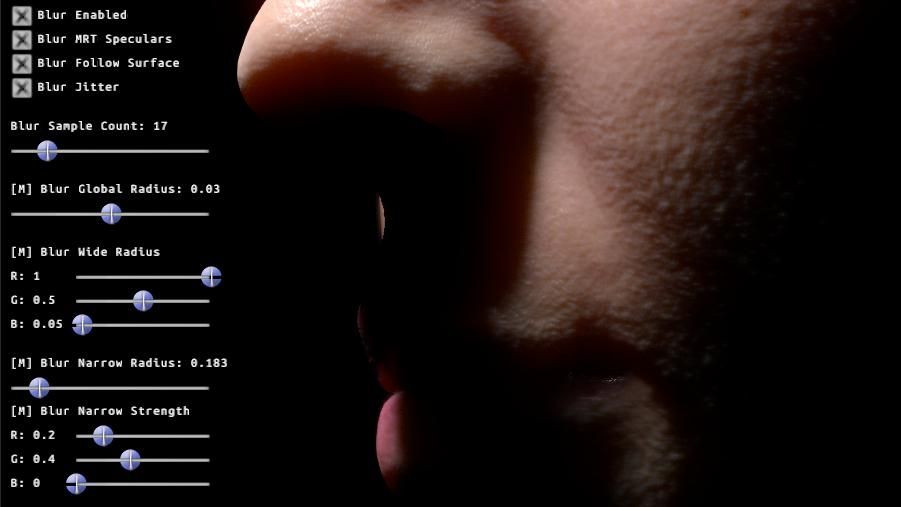 Blur Enabled
Blur MRT Speculars
Blur Follow Surface
Blur Jitter
Blur Sample Count: 17
[M] Blur Global Radius: 0.03
[M] Blur Wide Radius
R: 1
G: 0.5
B: 0.05
[M] Blur Narrow Radius: 0.183
[M] Blur Narrow Strength
R: 0.2
G: 0.4
B: 0